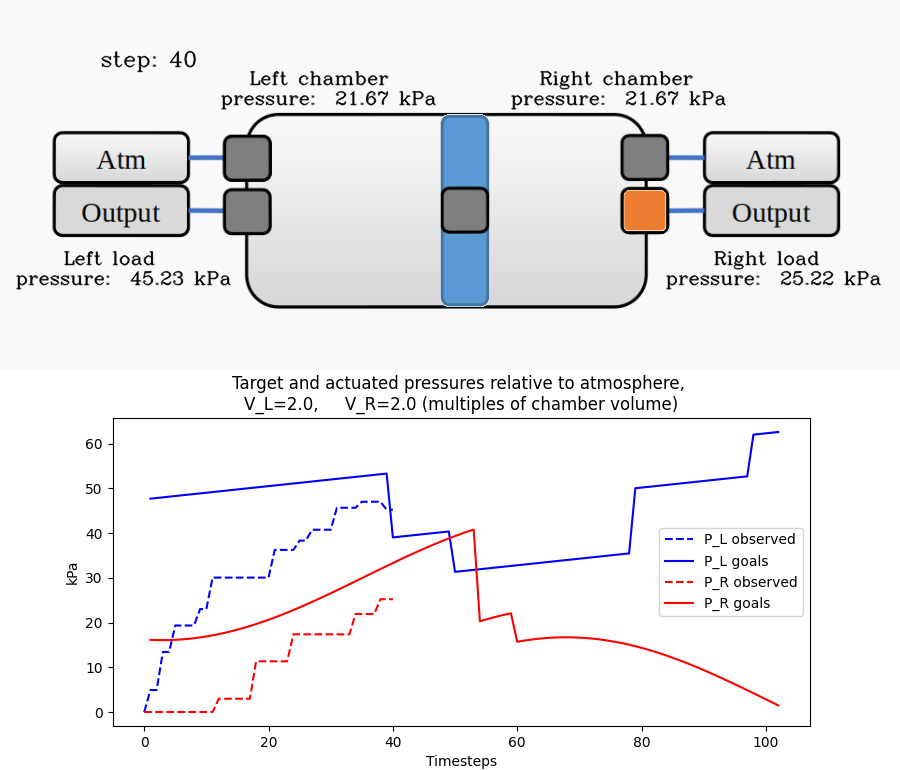 step: 40
Left chamber
pressure: 21.67 kPa
Right chamber
pressure: 21.67 kPa
Atm
Output
Atm
Output
Left load
pressure: 45.23 kPa
Right load
pressure: 25.22 kPa
Target and actuated pressures relative to atmosphere,
V_L=2.0, V_R=2.0 (multiples of chamber volume)
kPa
60
50
40
30
20
10
0
P_L observed
P_L goals
P_R observed
P_R goals
0 20 40 60 80 100
Timesteps